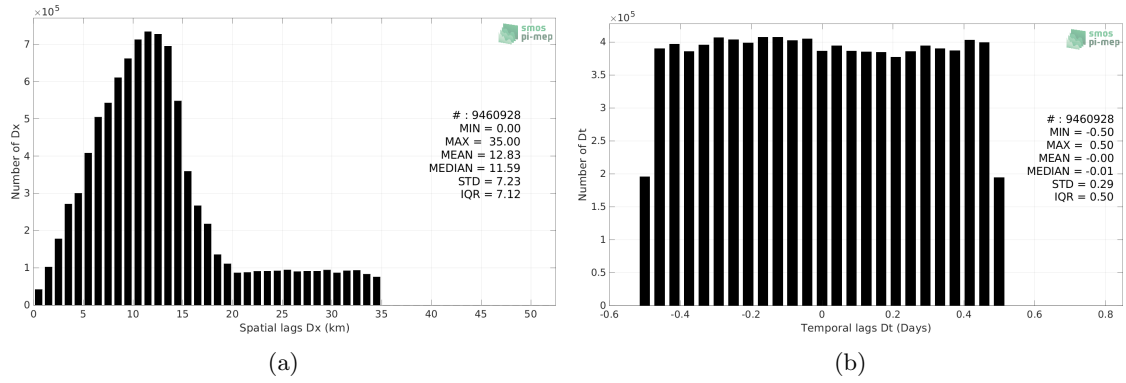 ×10⁵
7
6
5
4
3
2
1
0
0 5 10 15 20 25 30 35 40 45 50
Number of Dx
Spatial lags Dx (km)
smos
pi-mep
# : 9460928
MIN = 0.00
MAX = 35.00
MEAN = 12.83
MEDIAN = 11.59
STD = 7.23
IQR = 7.12
(a)
×10⁵
4
3.5
3
2.5
2
1.5
1
0.5
0
-0.6 -0.4 -0.2 0 0.2 0.4 0.6 0.8
Number of Dt
Temporal lags Dt (Days)
smos
pi-mep
# : 9460928
MIN = -0.50
MAX = 0.50
MEAN = -0.00
MEDIAN = -0.01
STD = 0.29
IQR = 0.50
(b)